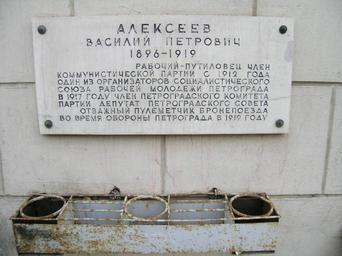 АЛЕКСЕЕВ
ВАСИЛИЙ ПЕТРОВИЧ
1896-1919
РАБОЧИЙ-ПУТИЛОВЕЦ ЧЛЕН
КОММУНИСТИЧЕСКОЙ ПАРТИИ С 1912 ГОДА
ОДИН ИЗ ОРГАНИЗАТОРОВ СОЦИАЛИСТИЧЕСКОГО
СОЮЗА РАБОЧЕЙ МОЛОДЕЖИ ПЕТРОГРАДА
В 1917 ГОДУ ЧЛЕН ПЕТРОГРАДСКОГО КОМИТЕТА
ПАРТИИ ДЕПУТАТ ПЕТРОГРАДСКОГО СОВЕТА
ОТВАЖНЫЙ ПУЛЕМЕТЧИК БРОНЕПОЕЗДА
ВО ВРЕМЯ ОБОРОНЫ ПЕТРОГРАДА В 1919 ГОДУ